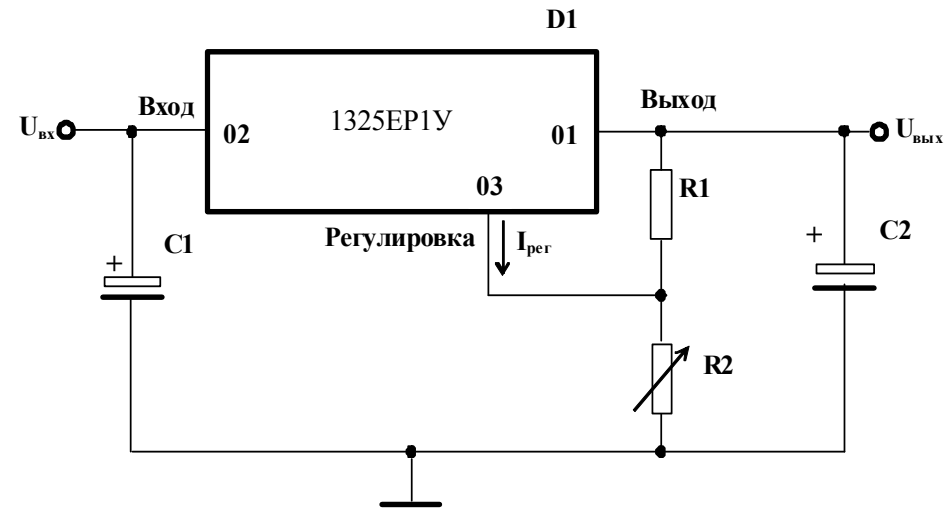 D1
Вход
Выход
Uвх
02
1325ЕР1У
01
Uвых
03
R1
Регулировка
Iрег
C1
+
C2
+
R2